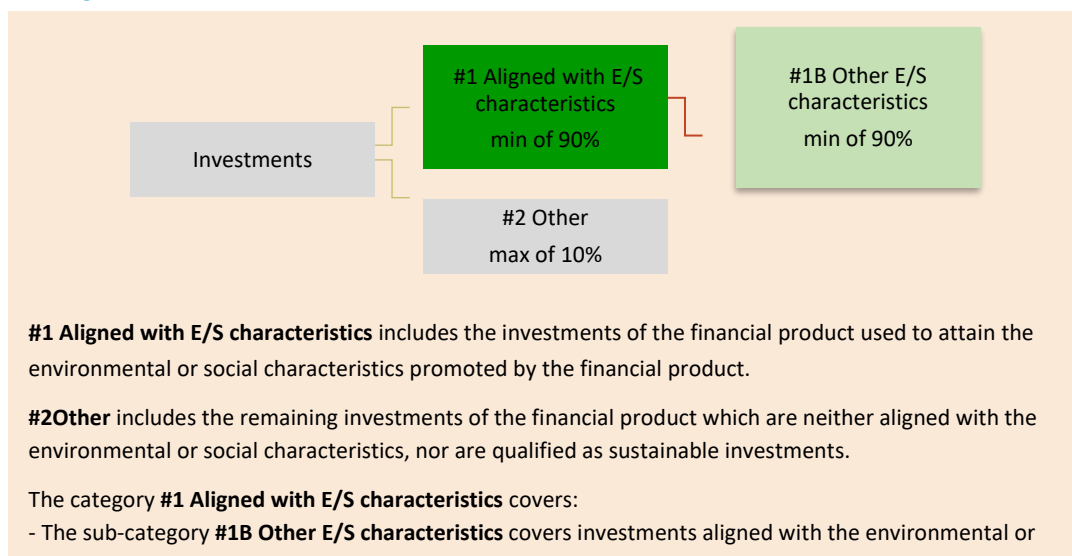 #1 Aligned with E/S
characteristics
min of 90%
#1B Other E/S
characteristics
min of 90%
Investments
#2 Other
max of 10%
#1 Aligned with E/S characteristics includes the investments of the financial product used to attain the
environmental or social characteristics promoted by the financial product.
#2Other includes the remaining investments of the financial product which are neither aligned with the
environmental or social characteristics, nor are qualified as sustainable investments.
The category #1 Aligned with E/S characteristics covers:
- The sub-category #1B Other E/S characteristics covers investments aligned with the environmental or